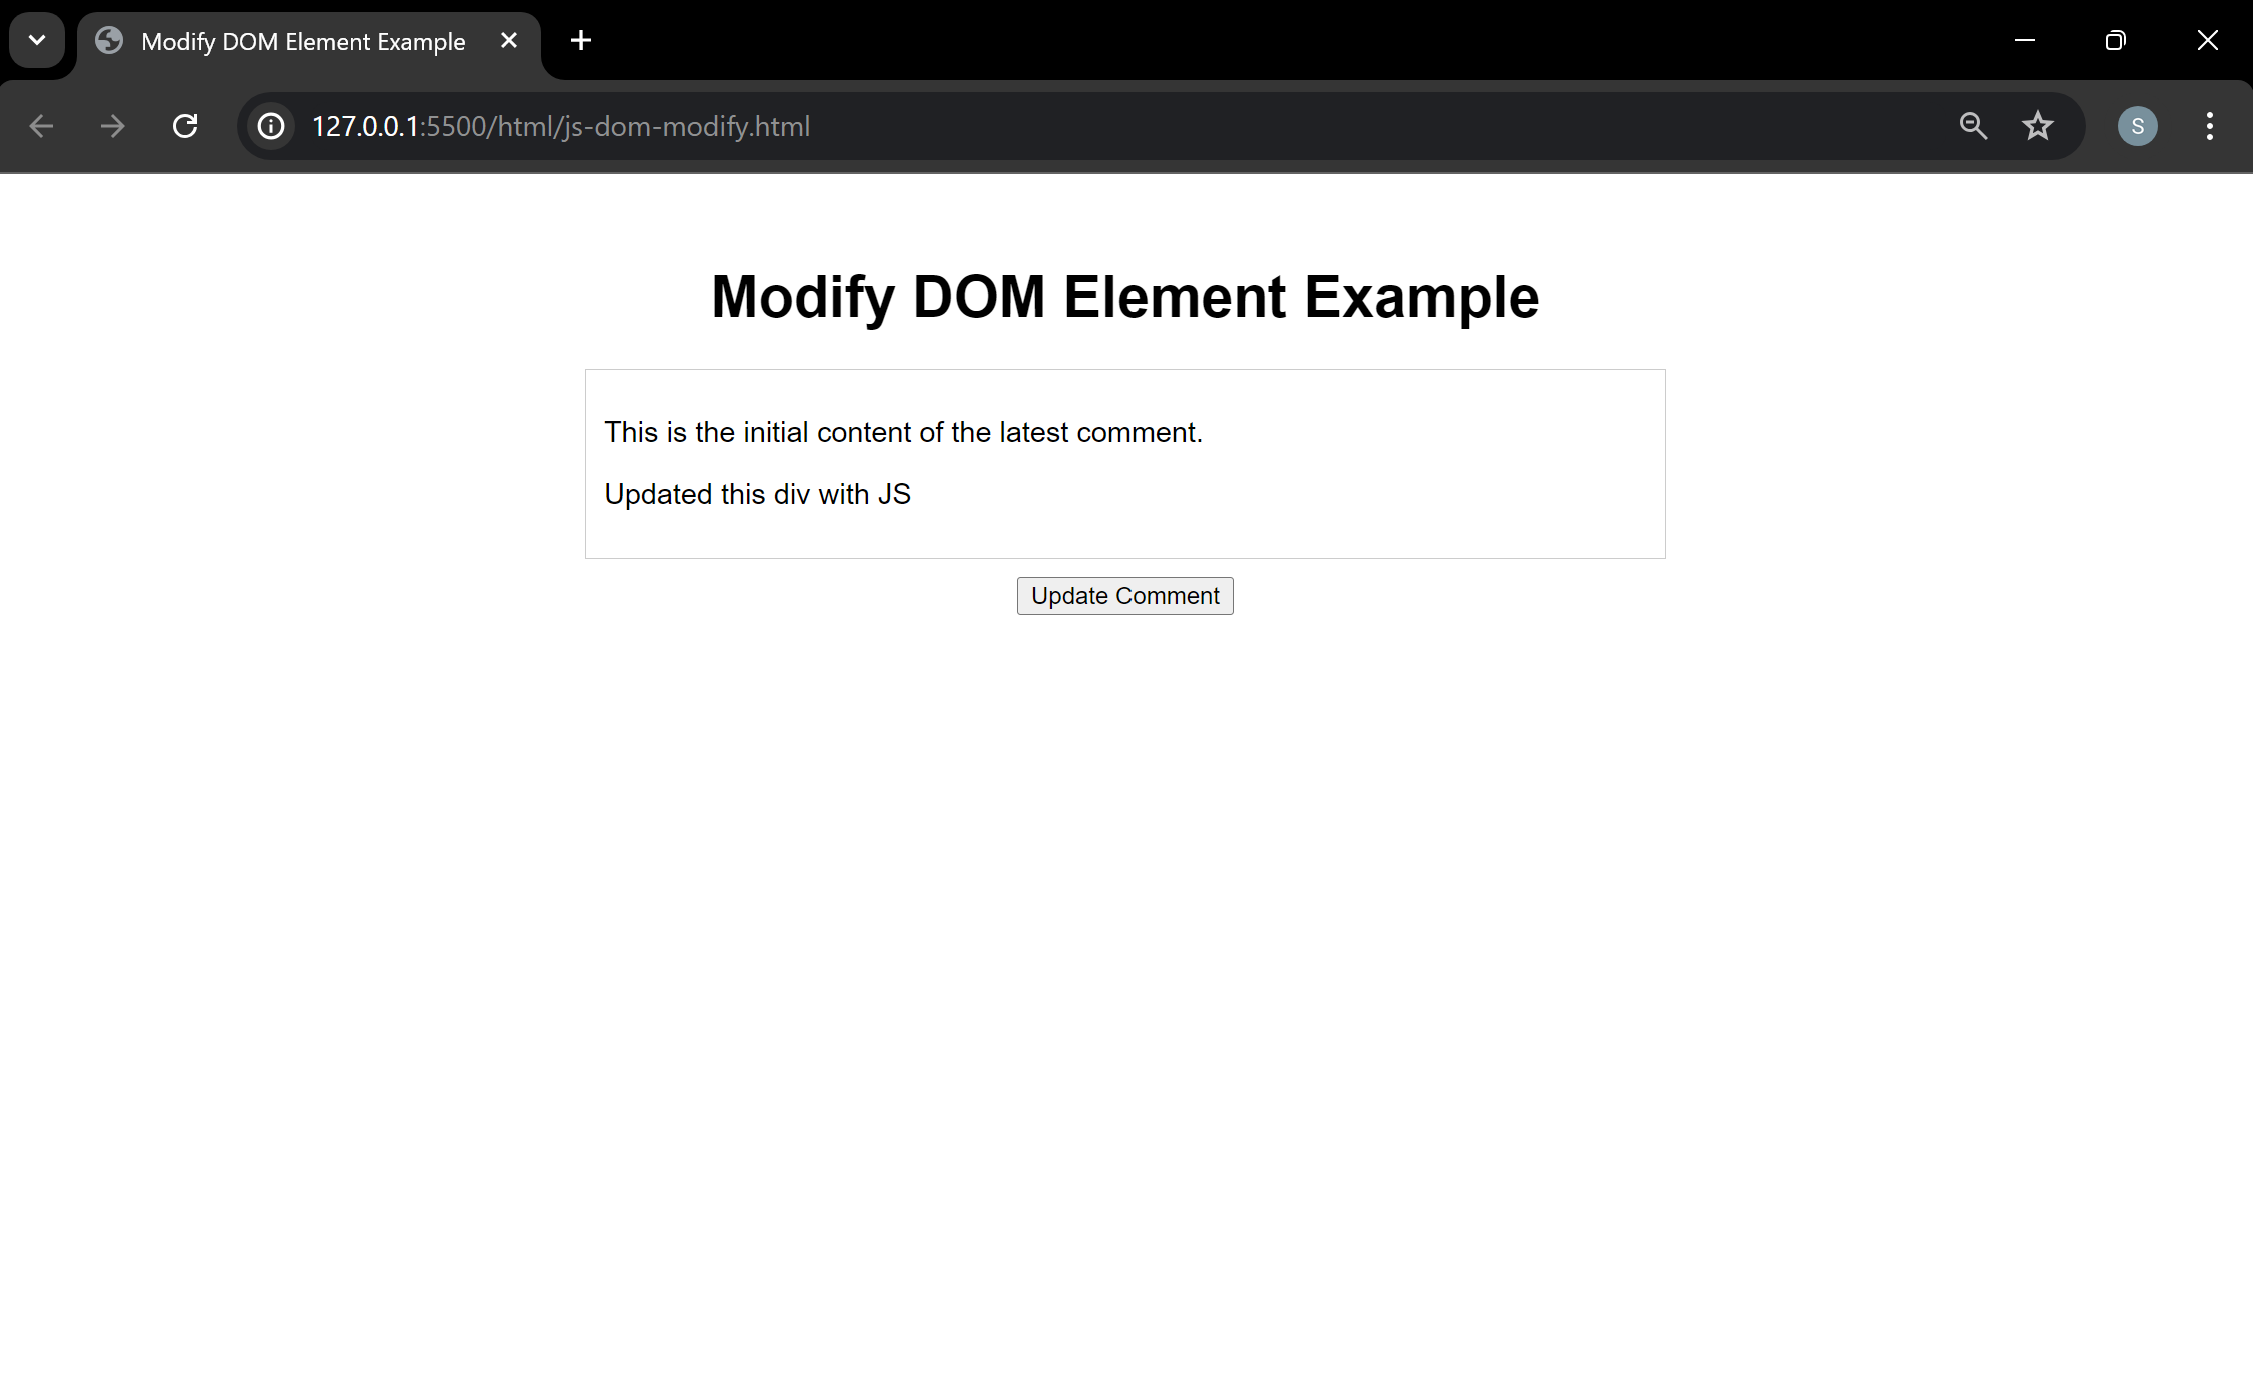 Modify DOM Element Example
127.0.0.1:5500/html/js-dom-modify.html
S
Modify DOM Element Example
This is the initial content of the latest comment.
Updated this div with JS
Update Comment